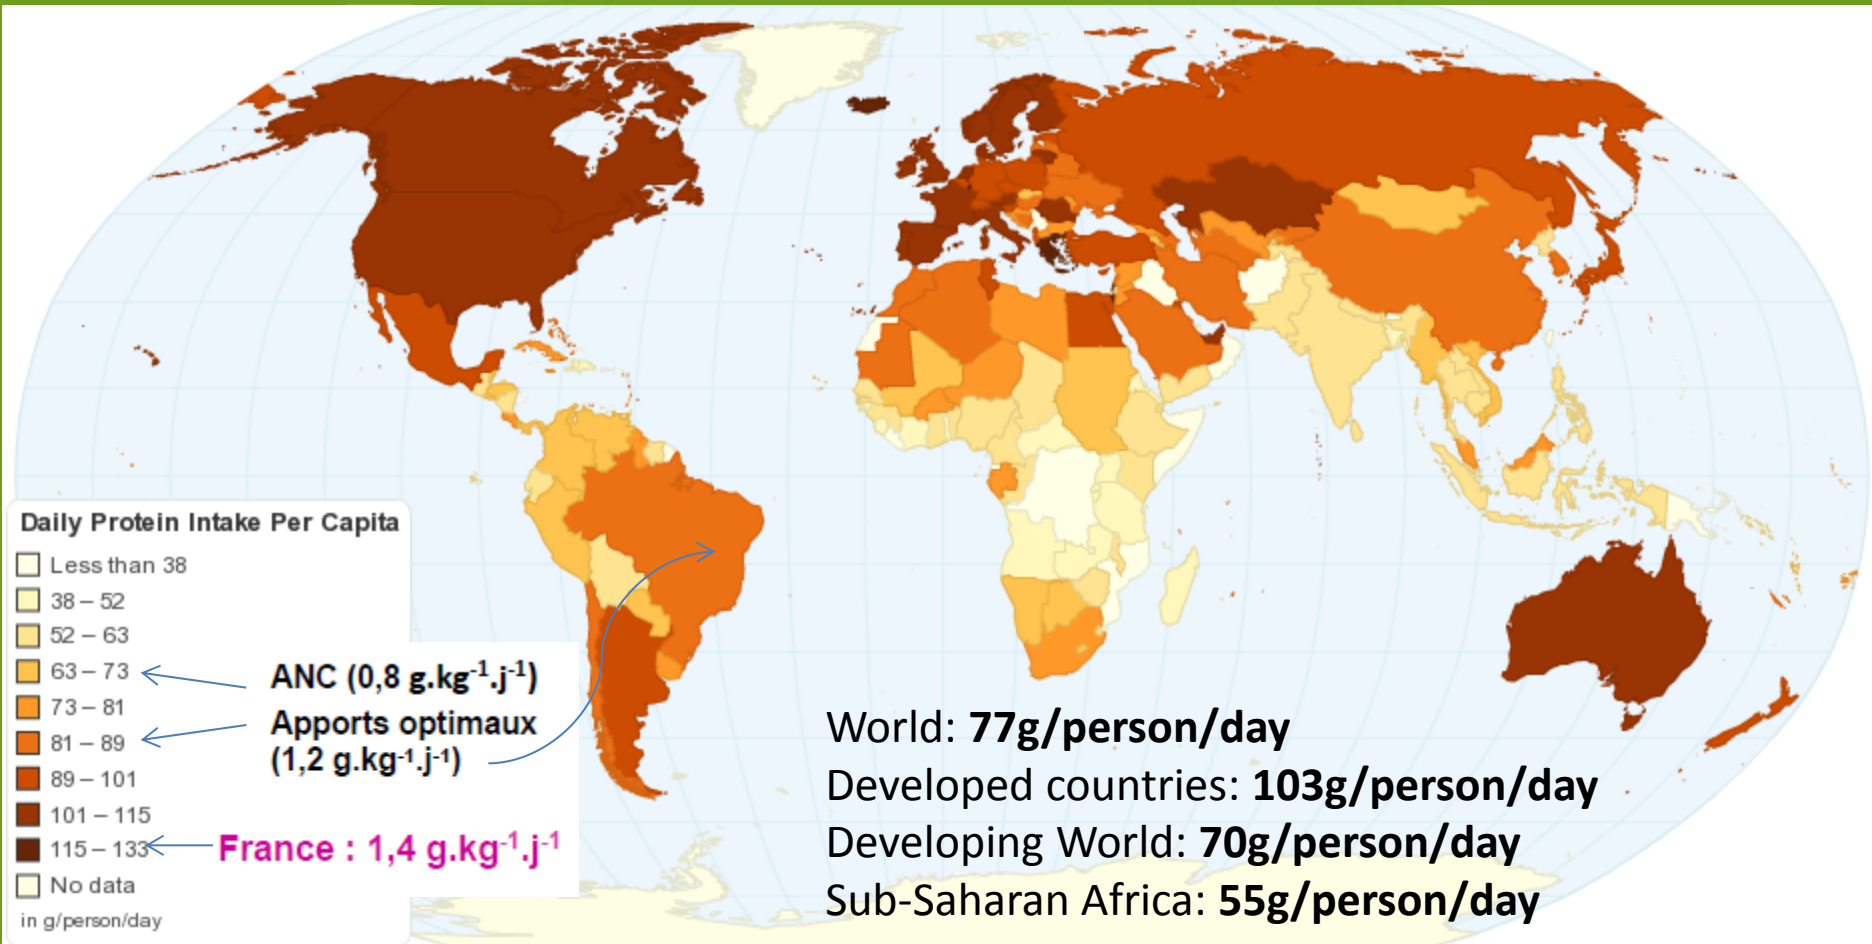 Daily Protein Intake Per Capita
Less than 38
38 – 52
52 – 63
63 – 73
73 – 81
81 – 89
89 – 101
101 – 115
115 – 133
No data
in g/person/day
ANC (0,8 g.kg⁻¹.j⁻¹)
Apports optimaux
(1,2 g.kg⁻¹.j⁻¹)
France : 1,4 g.kg⁻¹.j⁻¹
World: 77g/person/day
Developed countries: 103g/person/day
Developing World: 70g/person/day
Sub-Saharan Africa: 55g/person/day